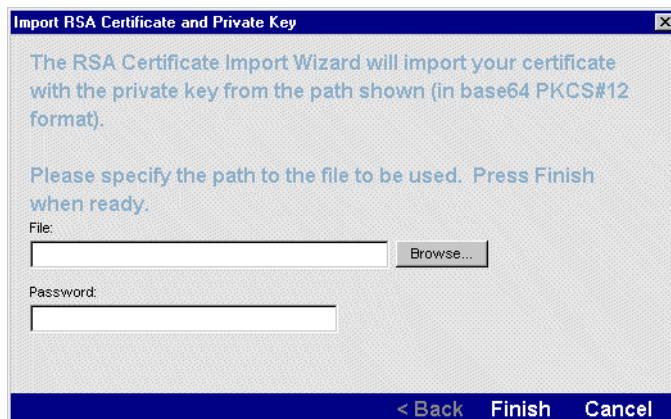 Import RSA Certificate and Private Key
The RSA Certificate Import Wizard will import your certificate
with the private key from the path shown (in base64 PKCS#12
format).
Please specify the path to the file to be used.  Press Finish
when ready.
File:
Browse...
Password:
< Back Finish Cancel